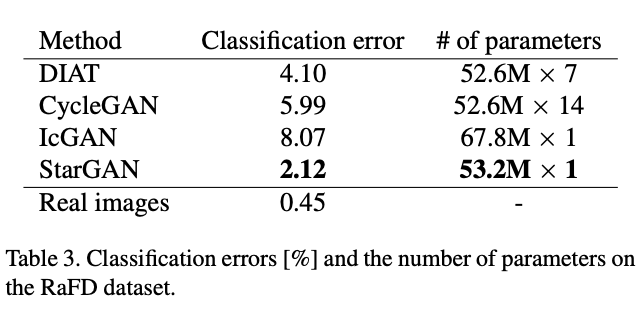 Method Classification error # of parameters
DIAT 4.10 52.6M × 7
CycleGAN 5.99 52.6M × 14
IcGAN 8.07 67.8M × 1
StarGAN 2.12 53.2M × 1
Real images 0.45 -
Table 3. Classification errors [%] and the number of parameters on
the RaFD dataset.